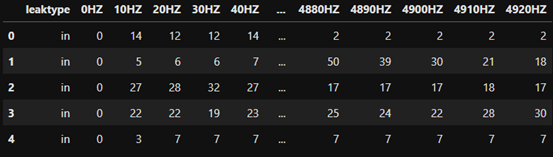 leaktype 0HZ 10HZ 20HZ 30HZ 40HZ ... 4880HZ 4890HZ 4900HZ 4910HZ 4920HZ
0 in 0 14 12 12 14 ... 2 2 2 2 2
1 in 0 5 6 6 7 ... 50 39 30 21 18
2 in 0 27 28 32 27 ... 17 17 17 18 17
3 in 0 22 22 19 23 ... 25 24 22 28 30
4 in 0 3 7 7 7 ... 7 7 7 7 7